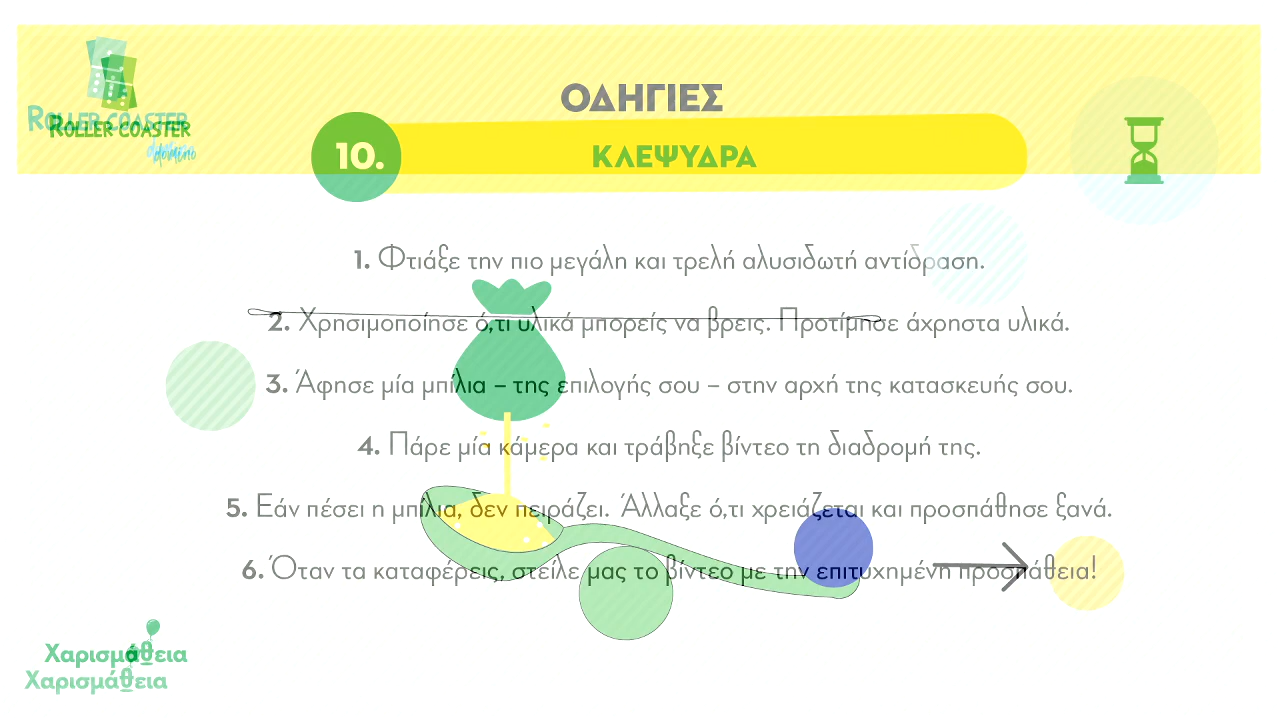 ROLLER COASTER
ROLLER COASTER
domino
ΟΔΗΓΙΕΣ
10.
ΚΛΕΨΥΔΡΑ
1. Φτιάξε την πιο μεγάλη και τρελή αλυσιδωτή αντίδραση.
2. Χρησιμοποίησε ό,τι υλικά μπορείς να βρεις. Προτίμησε άχρηστα υλικά.
3. Άφησε μία μπίλια – της επιλογής σου – στην αρχή της κατασκευής σου.
4. Πάρε μία κάμερα και τράβηξε βίντεο τη διαδρομή της.
5. Εάν πέσει η μπίλια, δεν πειράζει. Άλλαξε ό,τι χρειάζεται και προσπάθησε ξανά.
6. Όταν τα καταφέρεις, στείλε μας το βίντεο με την επιτυχημένη προσπάθεια!
Χαρισμάθεια
Χαρισμάθεια